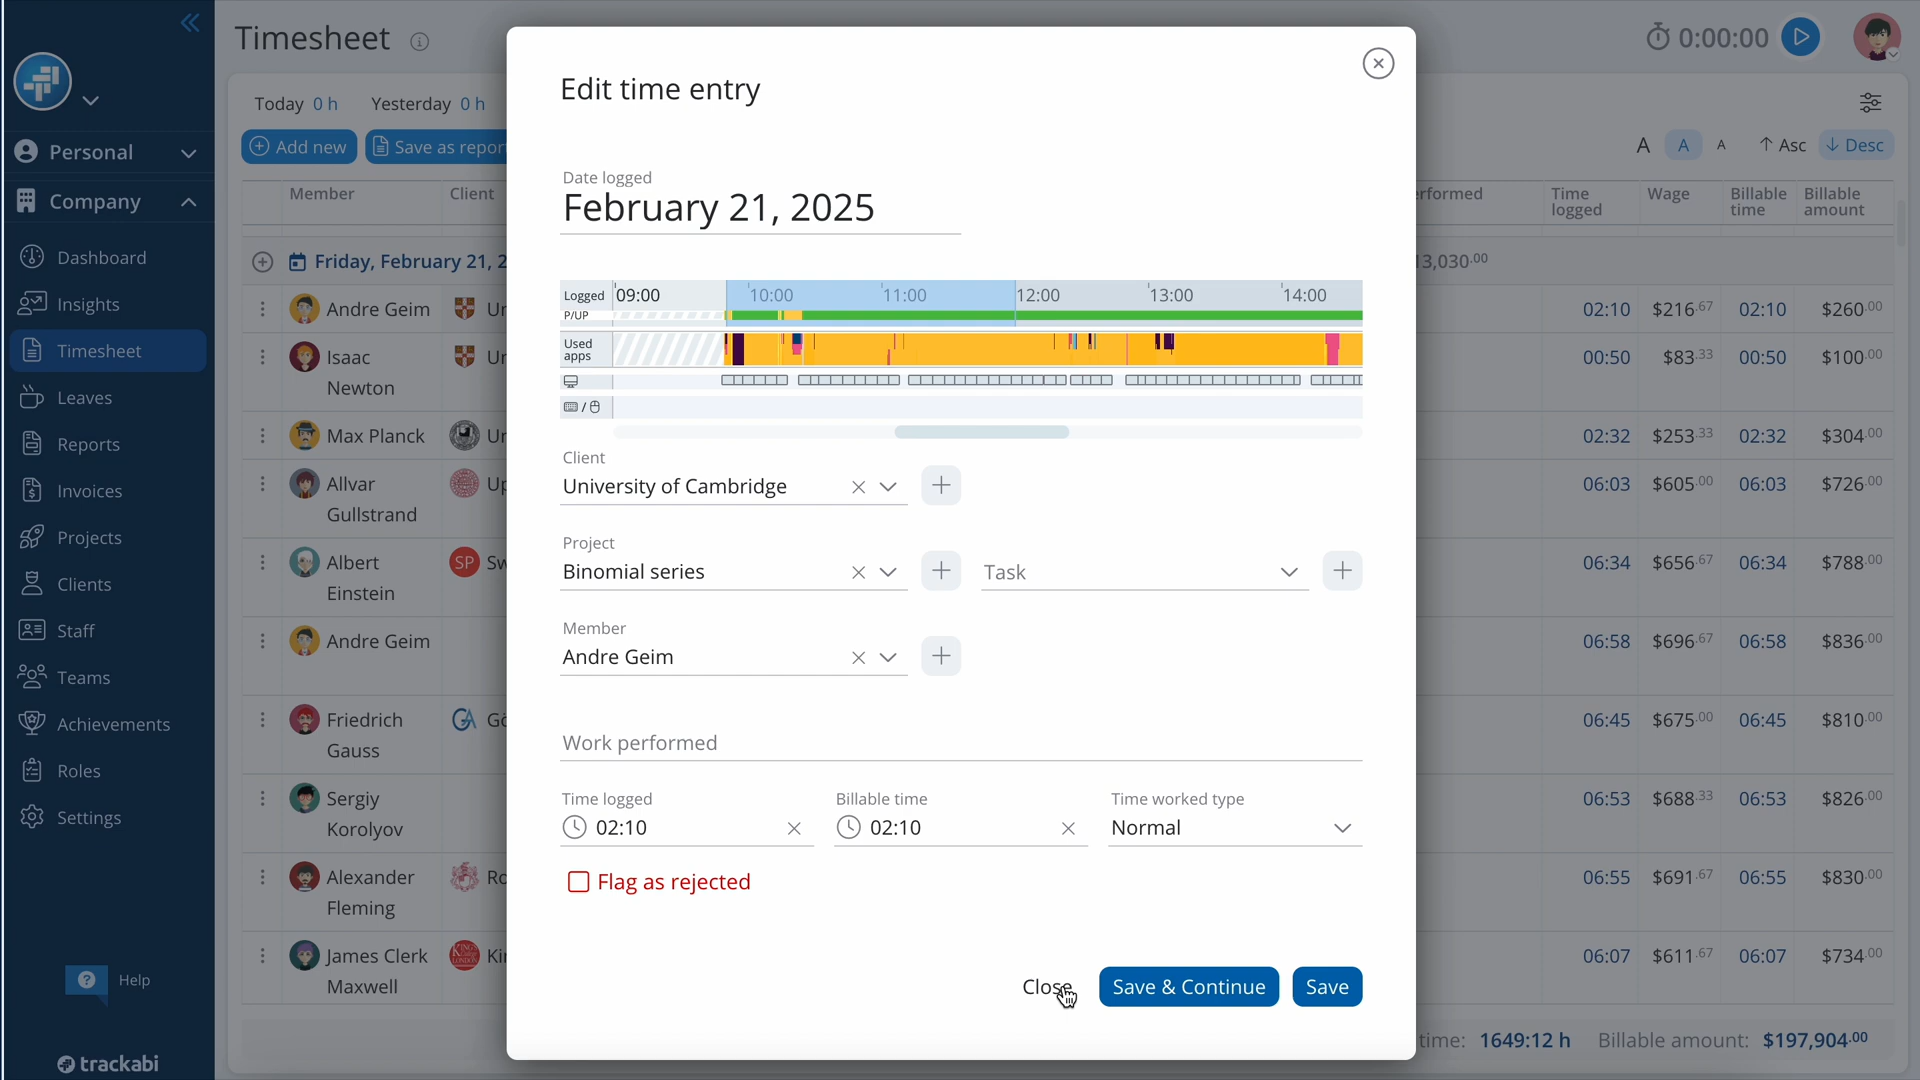 Timesheet
0:00:00
Today 0 h Yesterday 0 h
Add new
Save as
Personal
Company
Dashboard
Insights
Timesheet
Leaves
Reports
Invoices
Projects
Clients
Staff
Teams
Achievements
Roles
Settings
Help
trackabi
A A A ↑ Asc ↓ Desc
Member Client
Time logged Wage Billable time Billable amount
Friday, February 21,
13,030.00
Andre Geim
02:10 $216.67 02:10 $260.00
Isaac Newton
00:50 $83.33 00:50 $100.00
Max Planck
02:32 $253.33 02:32 $304.00
Allvar Gullstrand
06:03 $605.00 06:03 $726.00
Albert Einstein
SP
06:34 $656.67 06:34 $788.00
Andre Geim
06:58 $696.67 06:58 $836.00
Friedrich Gauss
06:45 $675.00 06:45 $810.00
Sergiy Korolyov
06:53 $688.33 06:53 $826.00
Alexander Fleming
06:55 $691.67 06:55 $830.00
James Clerk Maxwell
06:07 $611.67 06:07 $734.00
time: 1649:12 h Billable amount: $197,904.00
Edit time entry
Date logged
February 21, 2025
Logged 09:00 10:00 11:00 12:00 13:00 14:00
P/UP
Used apps
/
Client
University of Cambridge
Project
Binomial series
Task
Member
Andre Geim
Work performed
Time logged Billable time Time worked type
02:10 02:10 Normal
Flag as rejected
Close Save & Continue Save